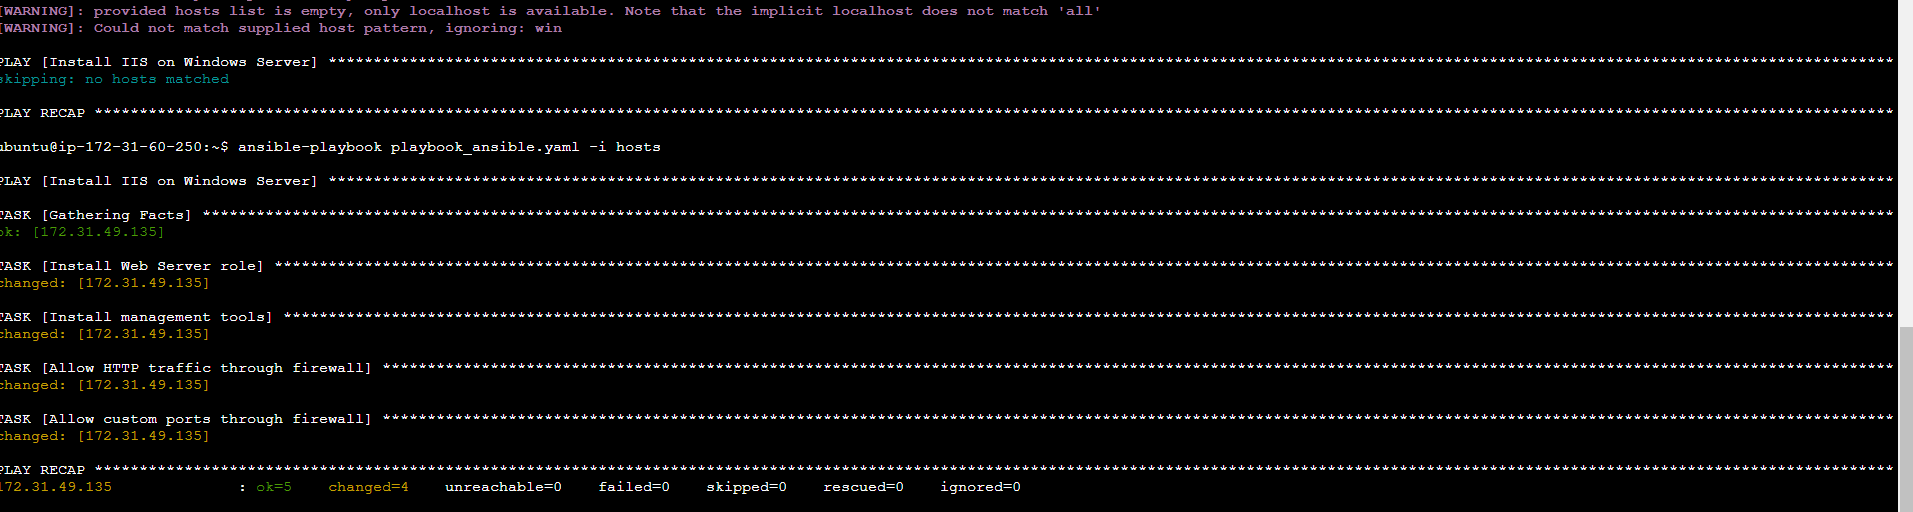 [WARNING]: provided hosts list is empty, only localhost is available. Note that the implicit localhost does not match 'all'
[WARNING]: Could not match supplied host pattern, ignoring: win
PLAY [Install IIS on Windows Server] ******************************************************************************************************************************************************************************
skipping: no hosts matched
PLAY RECAP ********************************************************************************************************************************************************************************************************
ubuntu@ip-172-31-60-250:~$ ansible-playbook playbook_ansible.yaml -i hosts
PLAY [Install IIS on Windows Server] ******************************************************************************************************************************************************************************
TASK [Gathering Facts] ********************************************************************************************************************************************************************************************
ok: [172.31.49.135]
TASK [Install Web Server role] ************************************************************************************************************************************************************************************
changed: [172.31.49.135]
TASK [Install management tools] ***********************************************************************************************************************************************************************************
changed: [172.31.49.135]
TASK [Allow HTTP traffic through firewall] ************************************************************************************************************************************************************************
changed: [172.31.49.135]
TASK [Allow custom ports through firewall] ************************************************************************************************************************************************************************
changed: [172.31.49.135]
PLAY RECAP ********************************************************************************************************************************************************************************************************
172.31.49.135              : ok=5    changed=4    unreachable=0    failed=0    skipped=0    rescued=0    ignored=0